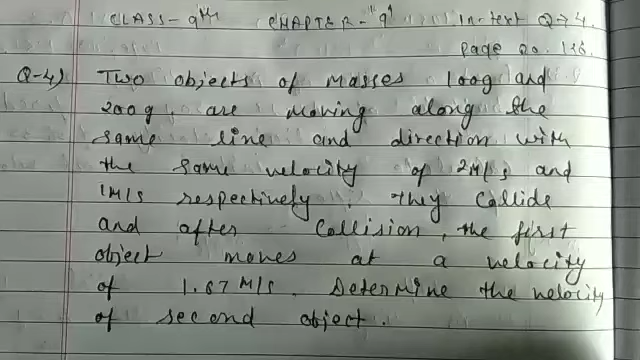 CLASS-9th CHAPTER-"9" Intext Q→4.
Page no. 126.
Q-4) Two objects of masses 100g and
200g, are moving along the
same line and direction with
the same velocity of 2M/s and
1M/s respectively. They collide
and after collision, the first
object moves at a velocity
of 1.67 M/s. Determine the velocity
of second object.